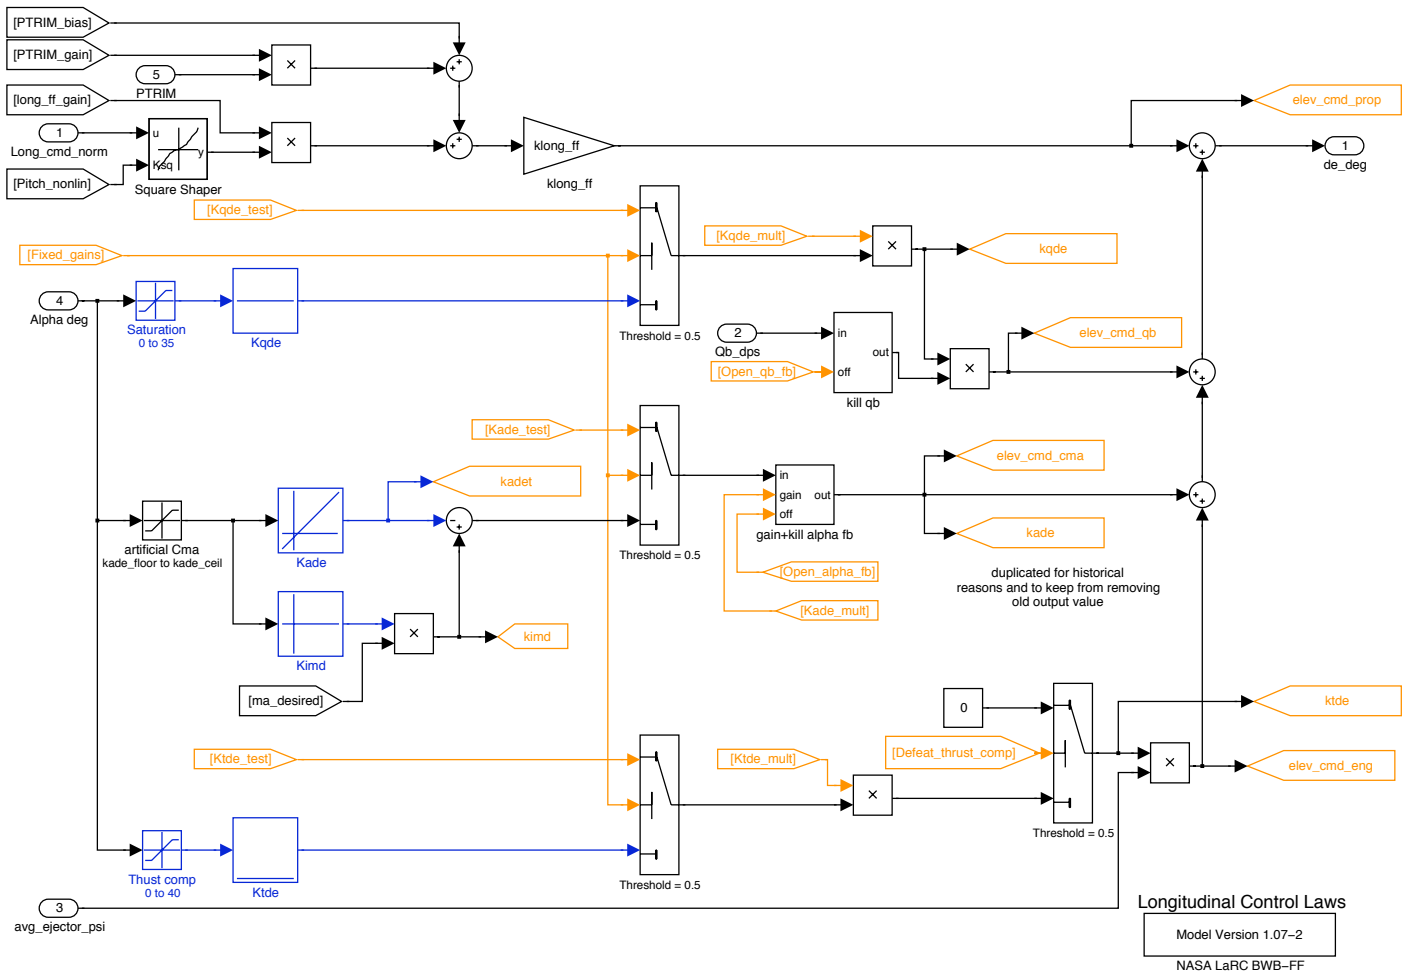 [PTRIM_bias]
[PTRIM_gain]
×
5
PTRIM
+
+
[long_ff_gain]
elev_cmd_prop
1
Long_cmd_norm
u
Ksq
y
Square Shaper
×
+
+
klong_ff
klong_ff
+
+
1
de_deg
[Pitch_nonlin]
[Kqde_test]
[Kqde_mult]
×
kqde
[Fixed_gains]
4
Alpha deg
Saturation
0 to 35
Kqde
Threshold = 0.5
2
Qb_dps
in
out
off
kill qb
[Open_qb_fb]
×
elev_cmd_qb
+
+
[Kade_test]
kadet
elev_cmd_cma
in
gain
out
off
gain+kill alpha fb
+
+
artificial Cma
kade_floor to kade_ceil
Kade
−
+
Threshold = 0.5
kade
[Open_alpha_fb]
duplicated for historical
reasons and to keep from removing
old output value
[Kade_mult]
Kimd
×
kimd
[ma_desired]
0
ktde
[Ktde_test]
[Ktde_mult]
[Defeat_thrust_comp]
×
elev_cmd_eng
×
Threshold = 0.5
Thust comp
0 to 40
Ktde
Threshold = 0.5
3
avg_ejector_psi
Longitudinal Control Laws
Model Version 1.07−2
NASA LaRC BWB−FF